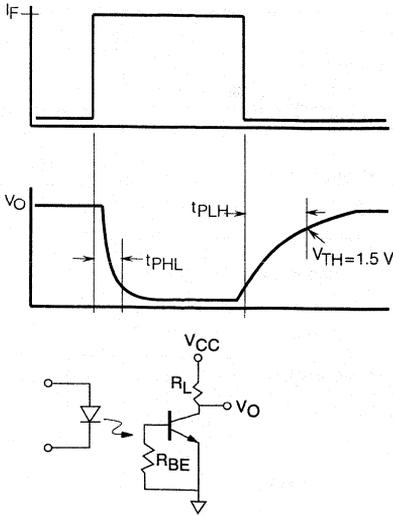 IF
VO
tPLH
tPHL
VTH=1.5 V
VCC
RL
VO
RBE